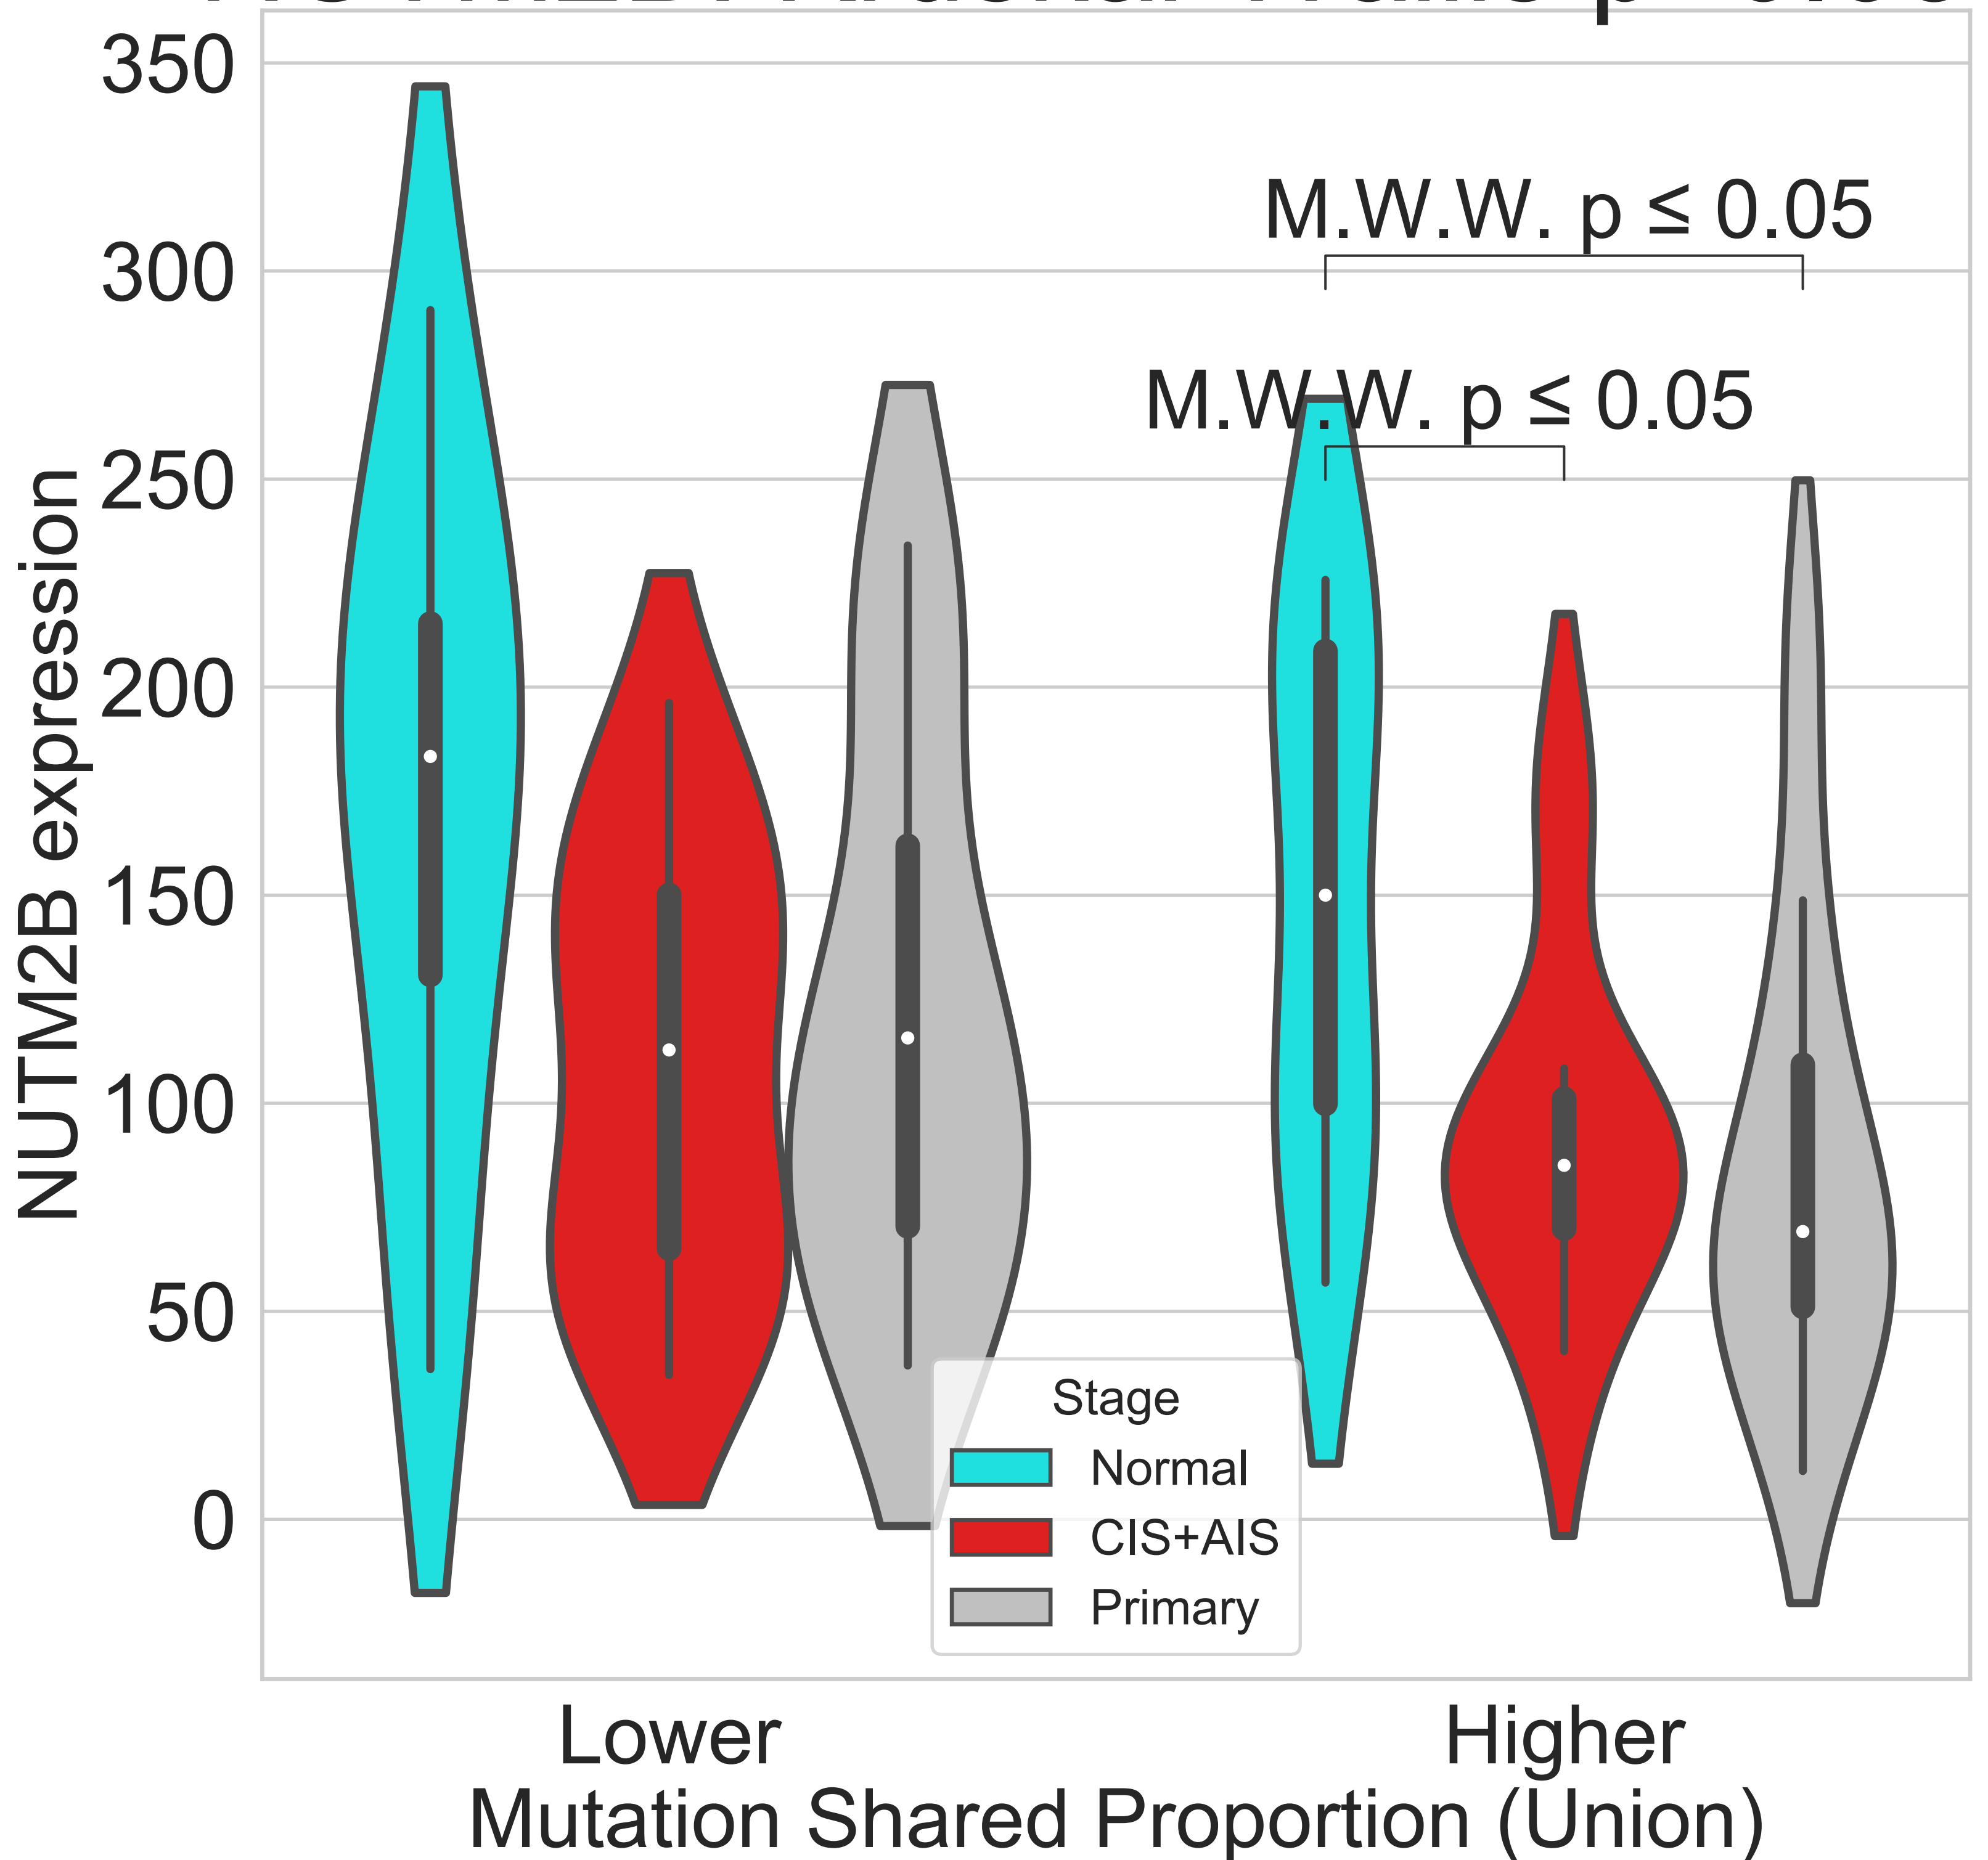 350
300
250
200
150
100
50
0
NUTM2B expression
M.W.W. p ≤ 0.05
M.W.W. p ≤ 0.05
Stage
Normal
CIS+AIS
Primary
Lower
Higher
Mutation Shared Proportion (Union)